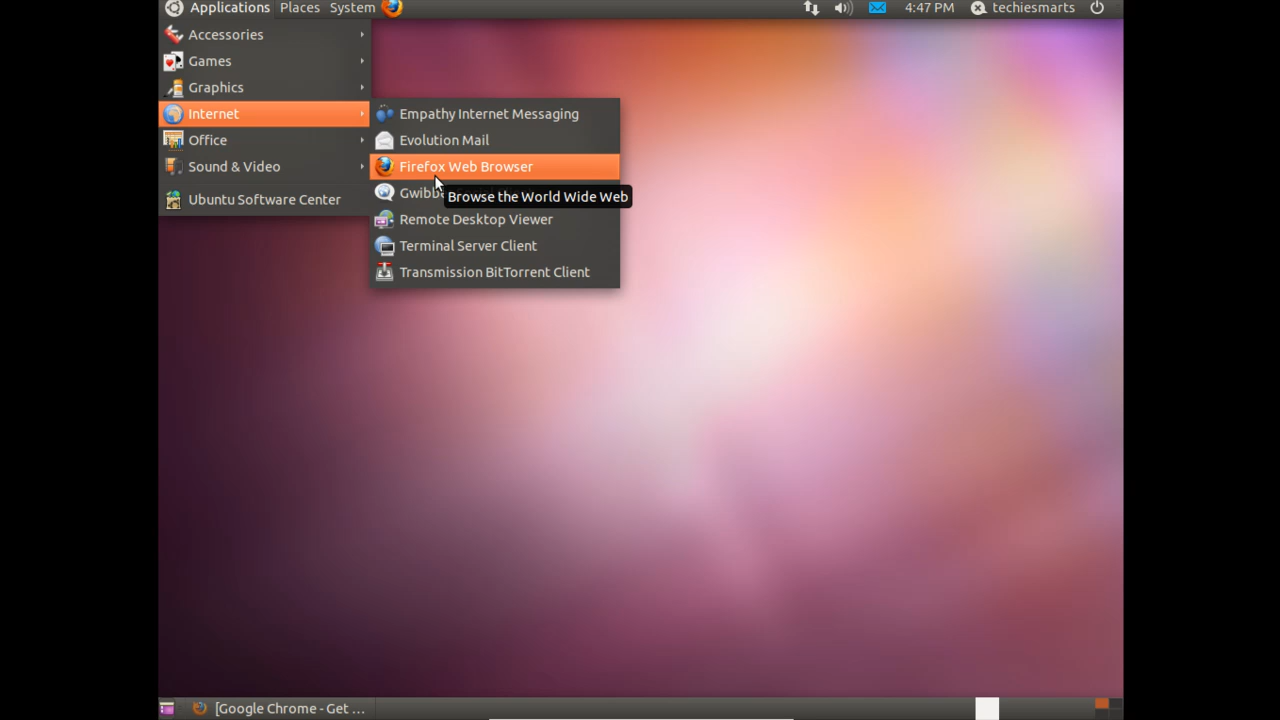 Applications Places System 4:47 PM techiesmarts
Accessories
Games
Graphics
Internet
Office
Sound & Video
Ubuntu Software Center
Empathy Internet Messaging
Evolution Mail
Firefox Web Browser
Browse the World Wide Web
Remote Desktop Viewer
Terminal Server Client
Transmission BitTorrent Client
[Google Chrome - Get ...